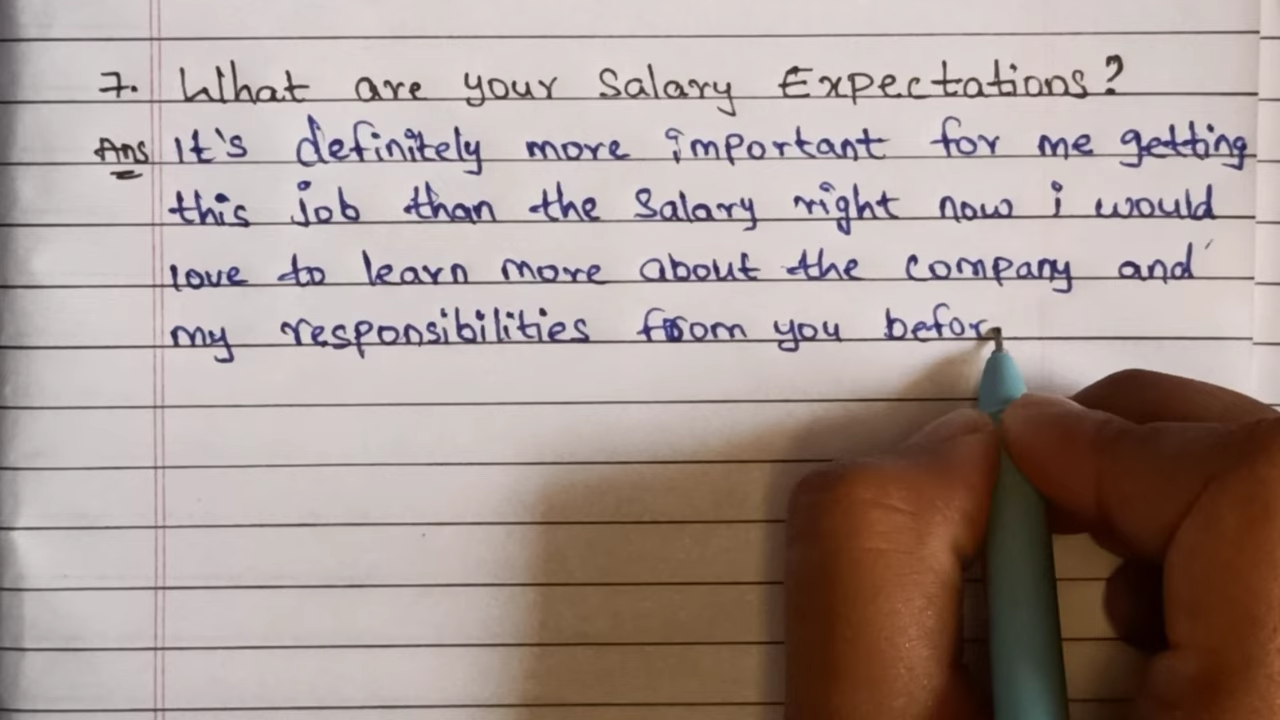 7. What are your Salary Expectations?
Ans It's definitely more important for me getting
this job than the Salary right now i would
love to learn more about the company and
my responsibilities from you befor